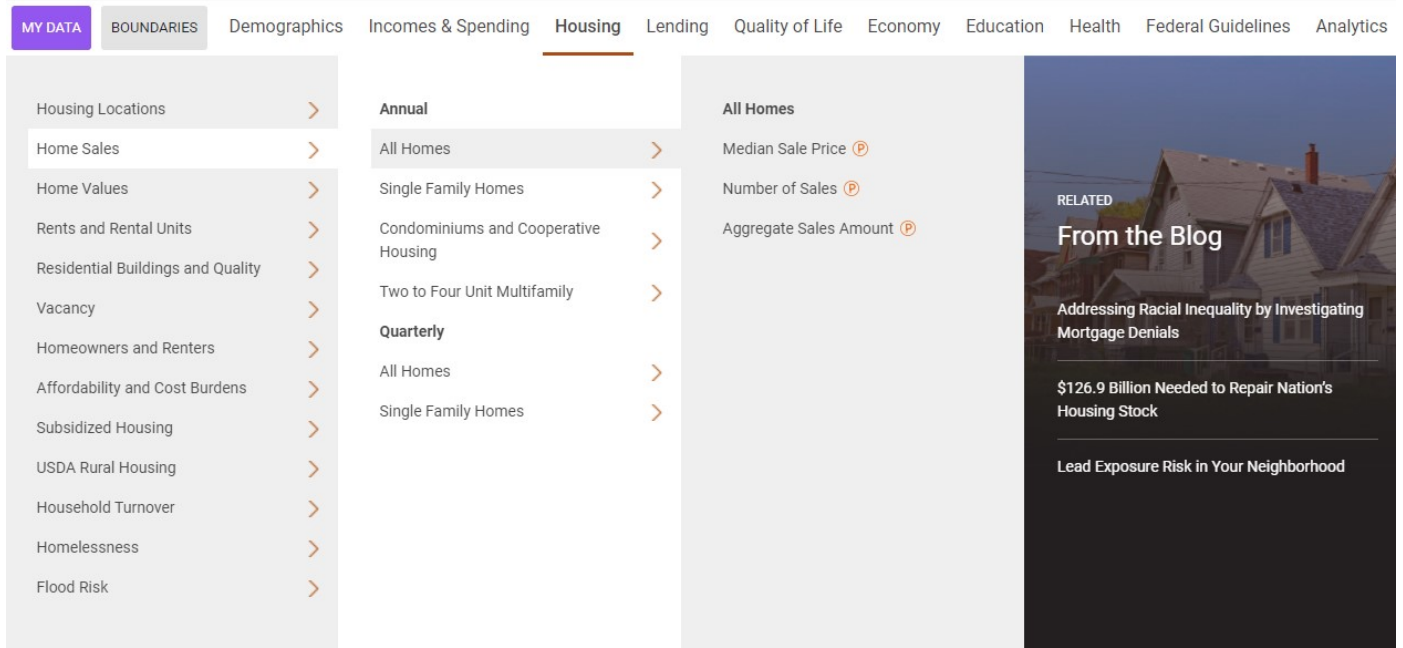 MY DATA BOUNDARIES Demographics Incomes & Spending Housing Lending Quality of Life Economy Education Health Federal Guidelines Analytics
Housing Locations
Home Sales
Home Values
Rents and Rental Units
Residential Buildings and Quality
Vacancy
Homeowners and Renters
Affordability and Cost Burdens
Subsidized Housing
USDA Rural Housing
Household Turnover
Homelessness
Flood Risk
Annual
All Homes
Single Family Homes
Condominiums and Cooperative
Housing
Two to Four Unit Multifamily
Quarterly
All Homes
Single Family Homes
All Homes
Median Sale Price P
Number of Sales P
Aggregate Sales Amount P
RELATED
From the Blog
Addressing Racial Inequality by Investigating
Mortgage Denials
$126.9 Billion Needed to Repair Nation's
Housing Stock
Lead Exposure Risk in Your Neighborhood